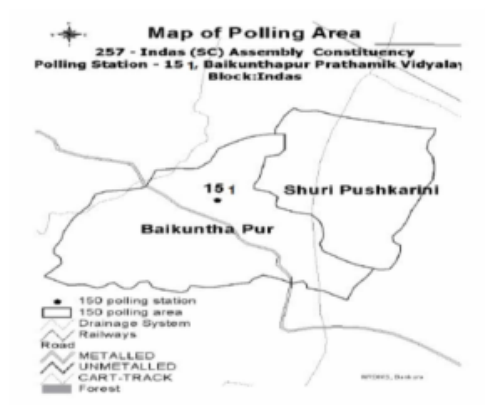 Map of Polling Area
257 - Indas (SC) Assembly Constituency
Polling Station - 151, Baikunthapur Prathamik Vidyalay
Block:Indas
151
Shuri Pushkarini
Baikuntha Pur
150 polling station
150 polling area
Drainage System
Railways
Road
METALLED
UNMETALLED
CART-TRACK
Forest